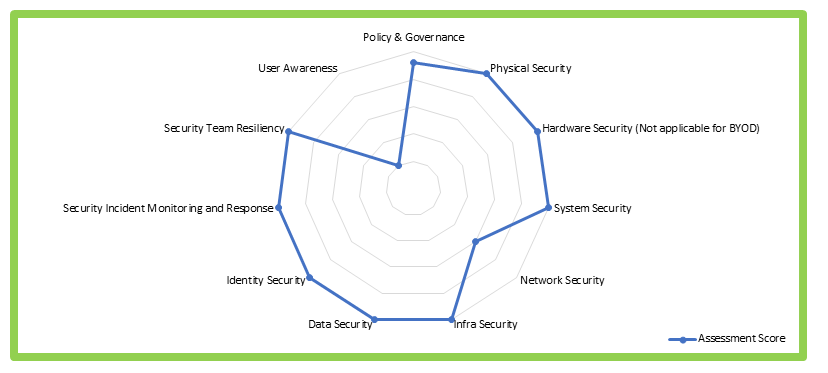 Policy & Governance
User Awareness
Physical Security
Security Team Resiliency
Hardware Security (Not applicable for BYOD)
Security Incident Monitoring and Response
System Security
Identity Security
Network Security
Data Security
Infra Security
Assessment Score